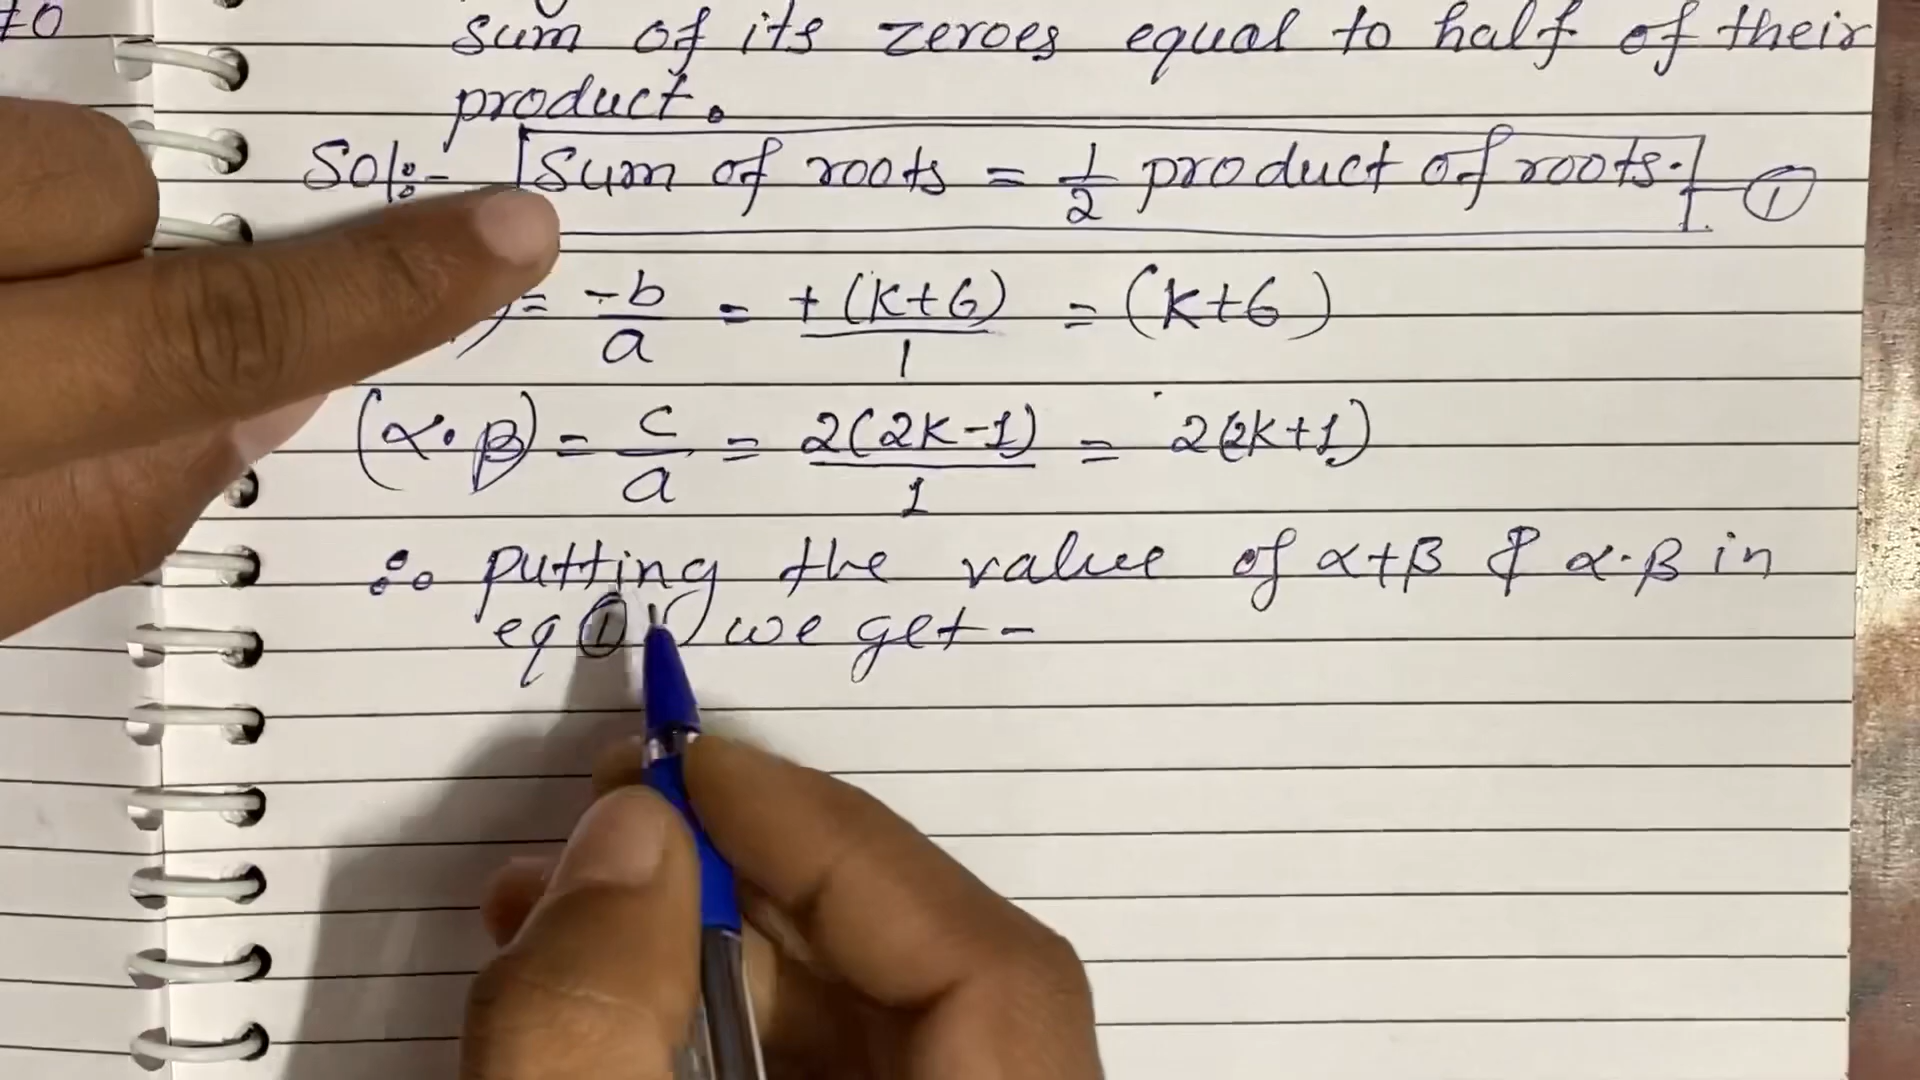 ≠0
sum of its zeroes equal to half of their
product.
Sol:- Sum of roots = 1/2 product of roots. ①
) = -b/a = +(k+6)/1 = (k+6)
(α·β) = c/a = 2(2k-1)/1 = 2(2k+1)
∴ putting the value of α+β & α·β in
eq ① we get -